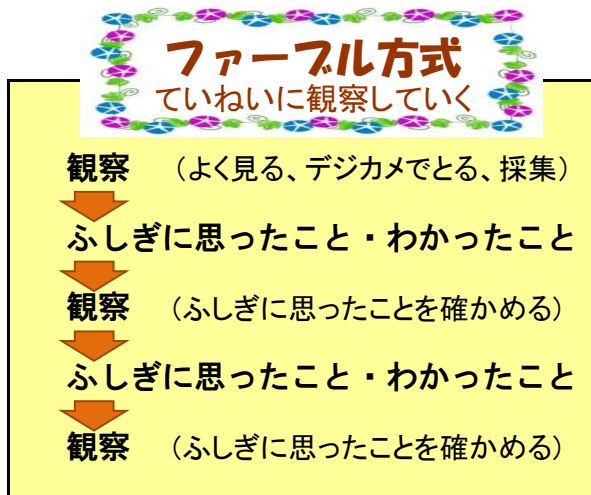 ファーブル方式
ていねいに観察していく
観察 （よく見る、デジカメでとる、採集）
ふしぎに思ったこと・わかったこと
観察 （ふしぎに思ったことを確かめる）
ふしぎに思ったこと・わかったこと
観察 （ふしぎに思ったことを確かめる）